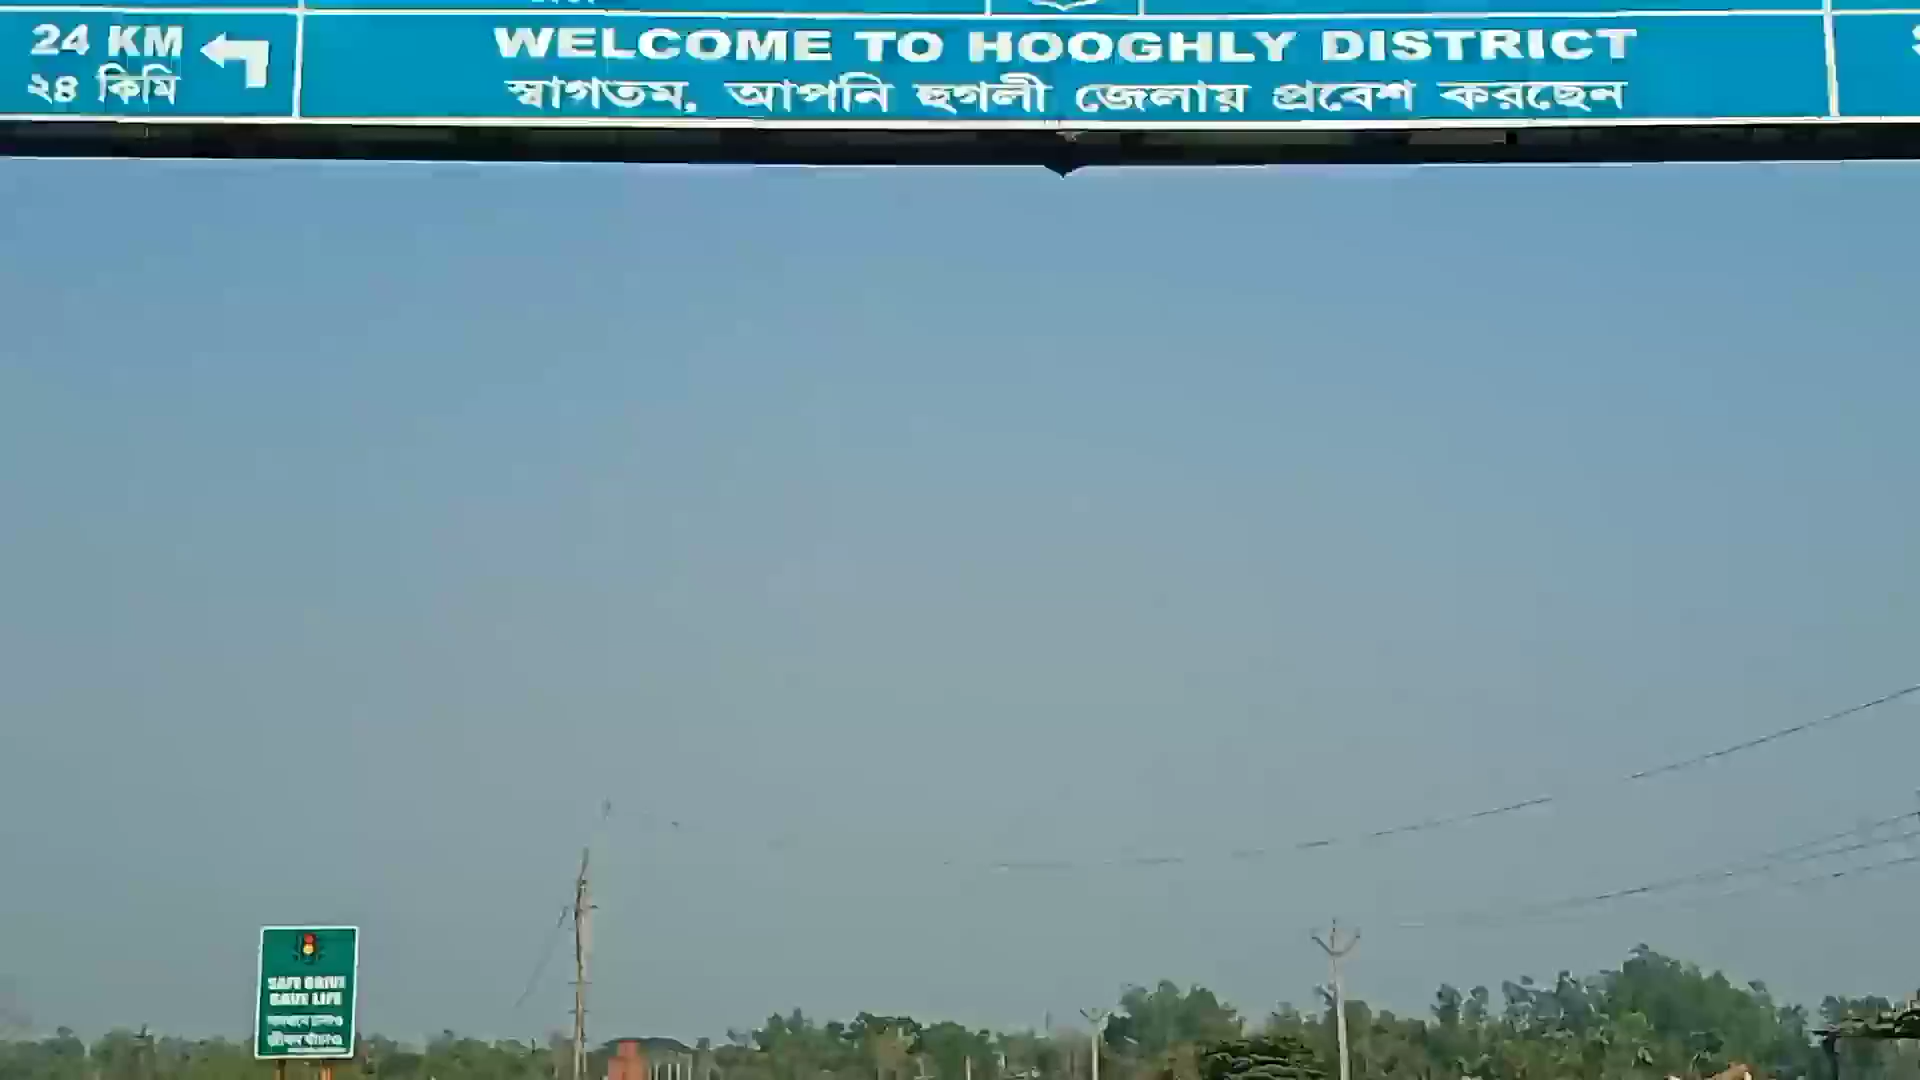 24 KM
২৪ কিমি
WELCOME TO HOOGHLY DISTRICT
স্বাগতম, আপনি হুগলী জেলায় প্রবেশ করছেন
SAFE DRIVE
SAVE LIFE